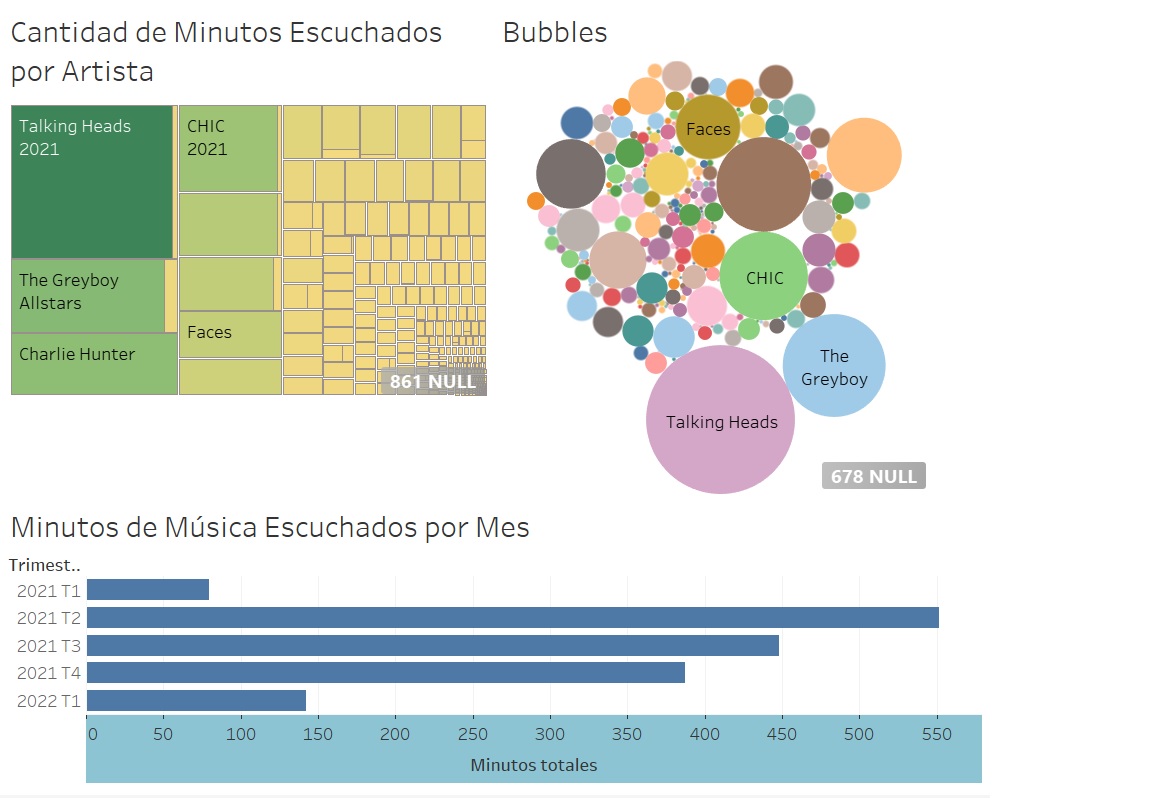 Cantidad de Minutos Escuchados
por Artista
Talking Heads
2021
CHIC
2021
The Greyboy
Allstars
Charlie Hunter
Faces
861 NULL
Bubbles
Faces
CHIC
The
Greyboy
Talking Heads
678 NULL
Minutos de Música Escuchados por Mes
Trimest..
2021 T1
2021 T2
2021 T3
2021 T4
2022 T1
0 50 100 150 200 250 300 350 400 450 500 550
Minutos totales